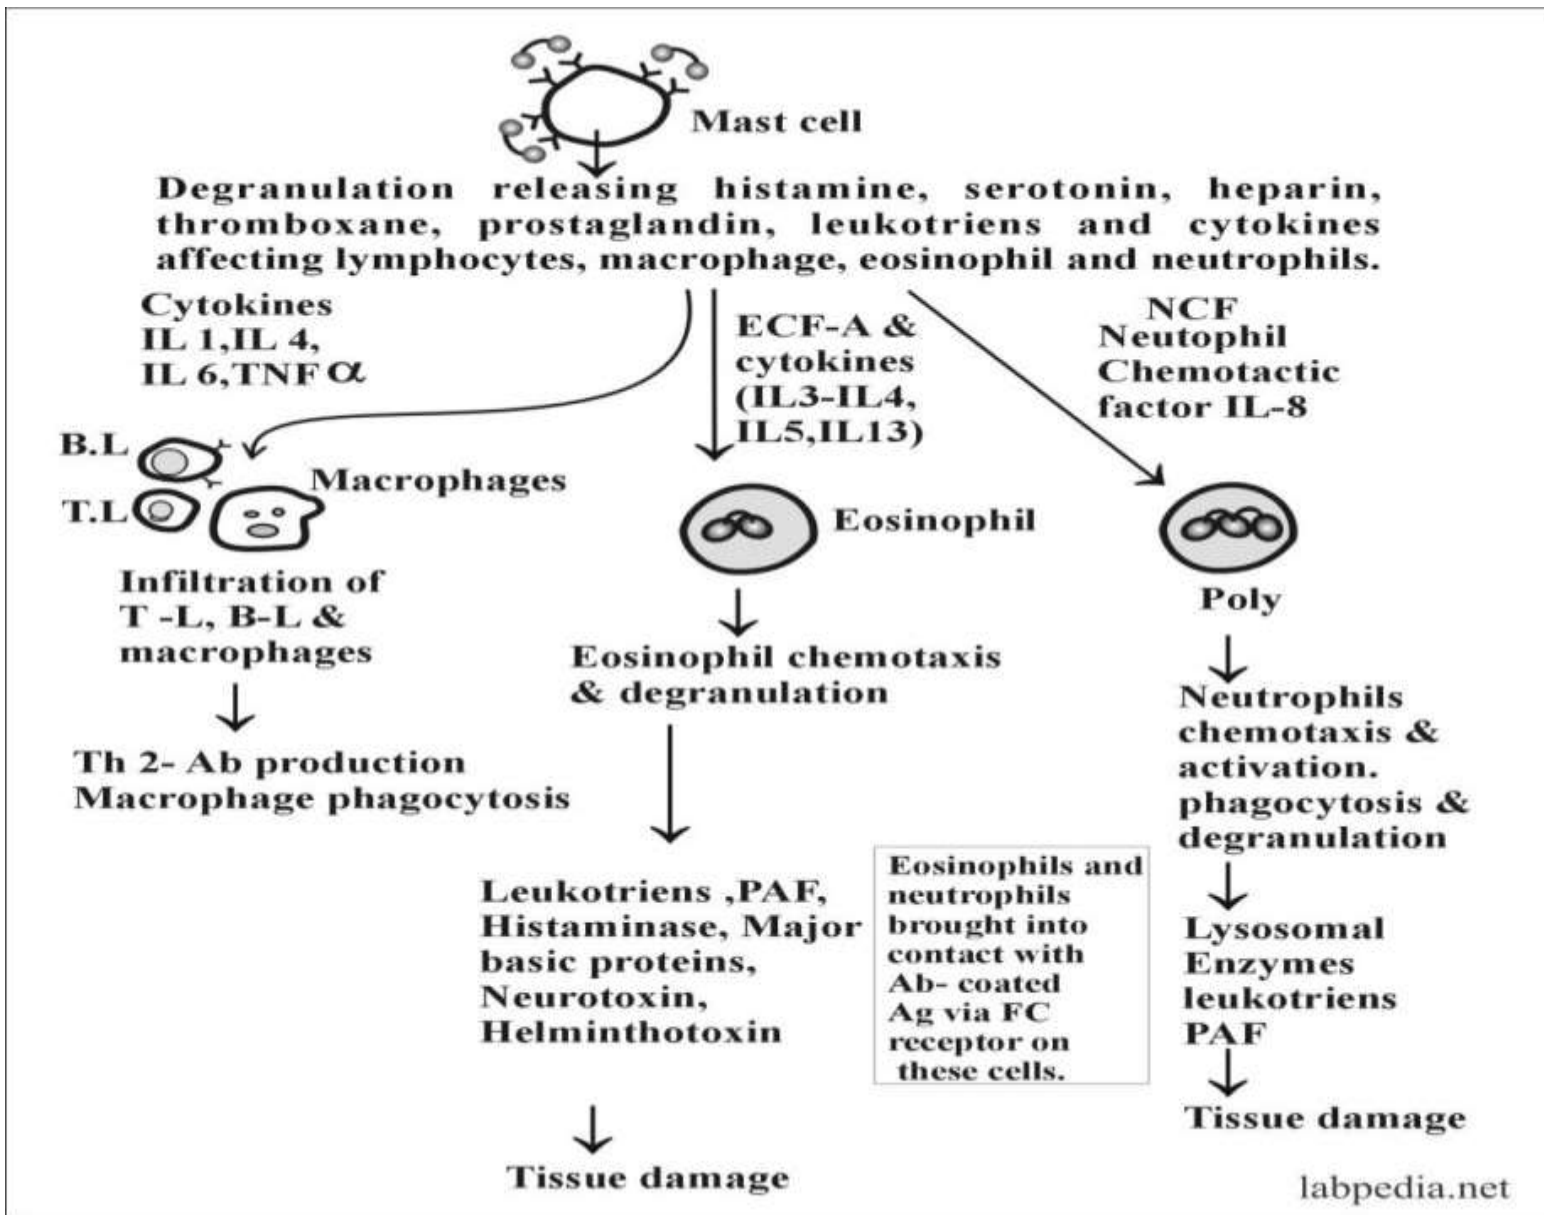 Mast cell
Degranulation releasing histamine, serotonin, heparin,
thromboxane, prostaglandin, leukotriens and cytokines
affecting lymphocytes, macrophage, eosinophil and neutrophils.
Cytokines
IL 1,IL 4,
IL 6,TNF α
ECF-A &
cytokines
(IL3-IL4,
IL5,IL13)
NCF
Neutophil
Chemotactic
factor IL-8
B.L
T.L
Macrophages
Eosinophil
Poly
Infiltration of
T -L, B-L &
macrophages
Th 2- Ab production
Macrophage phagocytosis
Eosinophil chemotaxis
& degranulation
Leukotriens ,PAF,
Histaminase, Major
basic proteins,
Neurotoxin,
Helminthotoxin
Tissue damage
Eosinophils and
neutrophils
brought into
contact with
Ab- coated
Ag via FC
receptor on
these cells.
Neutrophils
chemotaxis &
activation.
phagocytosis &
degranulation
Lysosomal
Enzymes
leukotriens
PAF
Tissue damage
labpedia.net